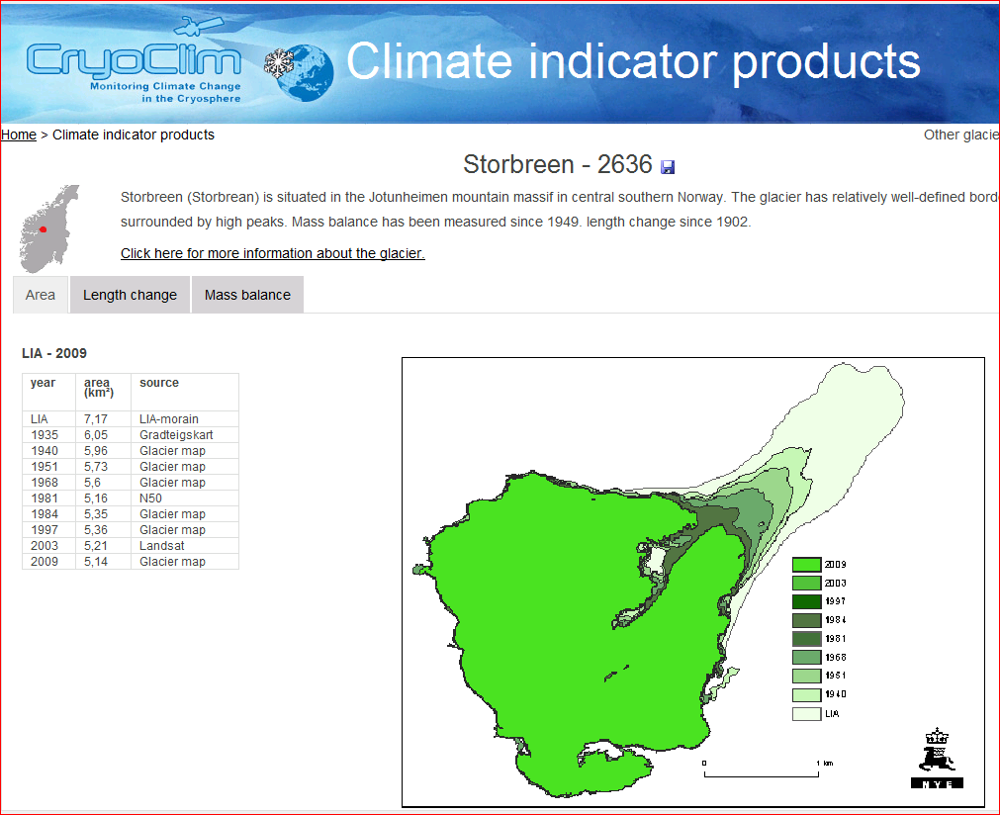 CryoClim
Monitoring Climate Change
in the Cryosphere
Climate indicator products
Home > Climate indicator products
Other glacie
Storbreen - 2636
Storbreen (Storbrean) is situated in the Jotunheimen mountain massif in central southern Norway. The glacier has relatively well-defined bord
surrounded by high peaks. Mass balance has been measured since 1949. length change since 1902.
Click here for more information about the glacier.
Area Length change Mass balance
LIA - 2009
year area (km²) source
LIA 7,17 LIA-morain
1935 6,05 Gradteigskart
1940 5,96 Glacier map
1951 5,73 Glacier map
1968 5,6 Glacier map
1981 5,16 N50
1984 5,35 Glacier map
1997 5,36 Glacier map
2003 5,21 Landsat
2009 5,14 Glacier map
2009
2003
1997
1984
1981
1968
1951
1940
LIA
0 1 km
NVE